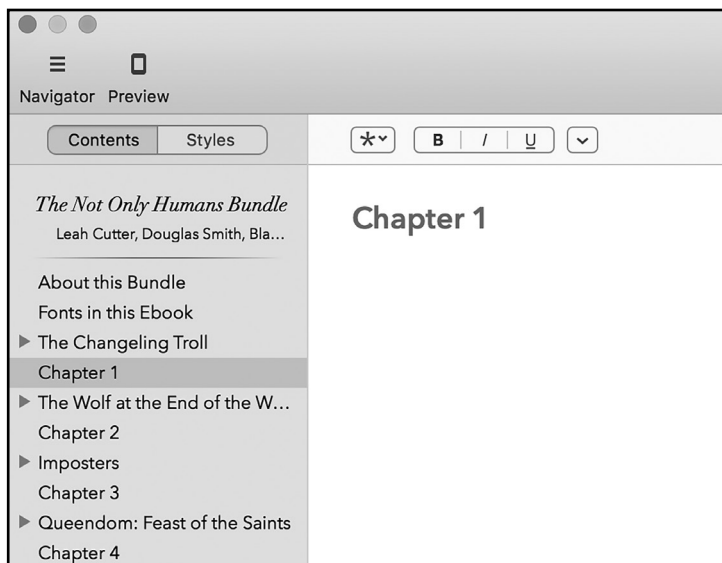 Navigator Preview
Contents Styles
B I U
The Not Only Humans Bundle
Leah Cutter, Douglas Smith, Bla...
About this Bundle
Fonts in this Ebook
The Changeling Troll
Chapter 1
The Wolf at the End of the W...
Chapter 2
Imposters
Chapter 3
Queendom: Feast of the Saints
Chapter 4
Chapter 1